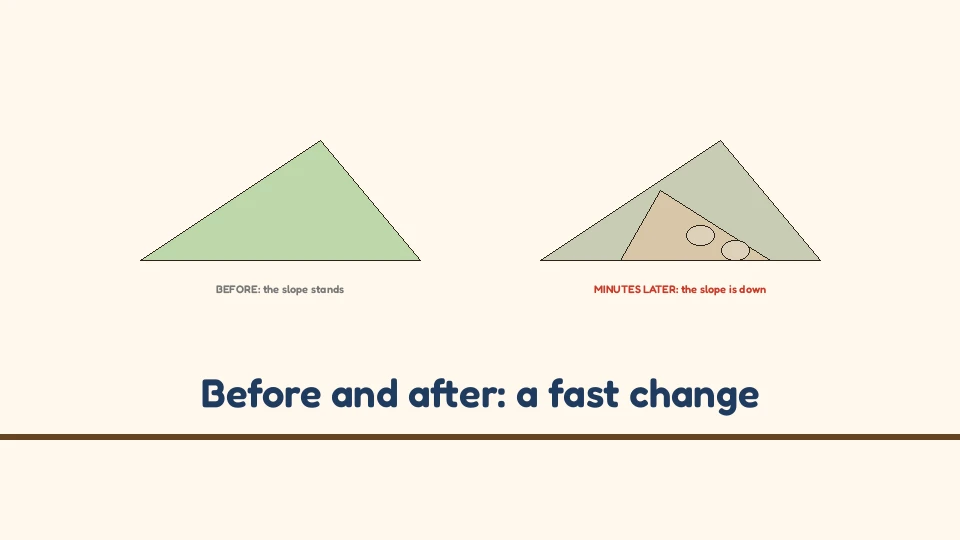 BEFORE: the slope stands
MINUTES LATER: the slope is down
Before and after: a fast change